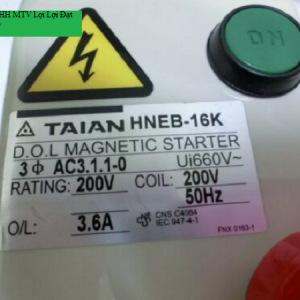 HH MTV Lợi Lợi Đạt
ON
TAIAN HNEB-16K
D.O.L MAGNETIC STARTER
3 Φ AC3.1.1-0 Ui660V~
RATING: 200V COIL: 200V
50Hz
O/L: 3.6A CNS C4084
IEC 947-4-1
FNX 0163-1